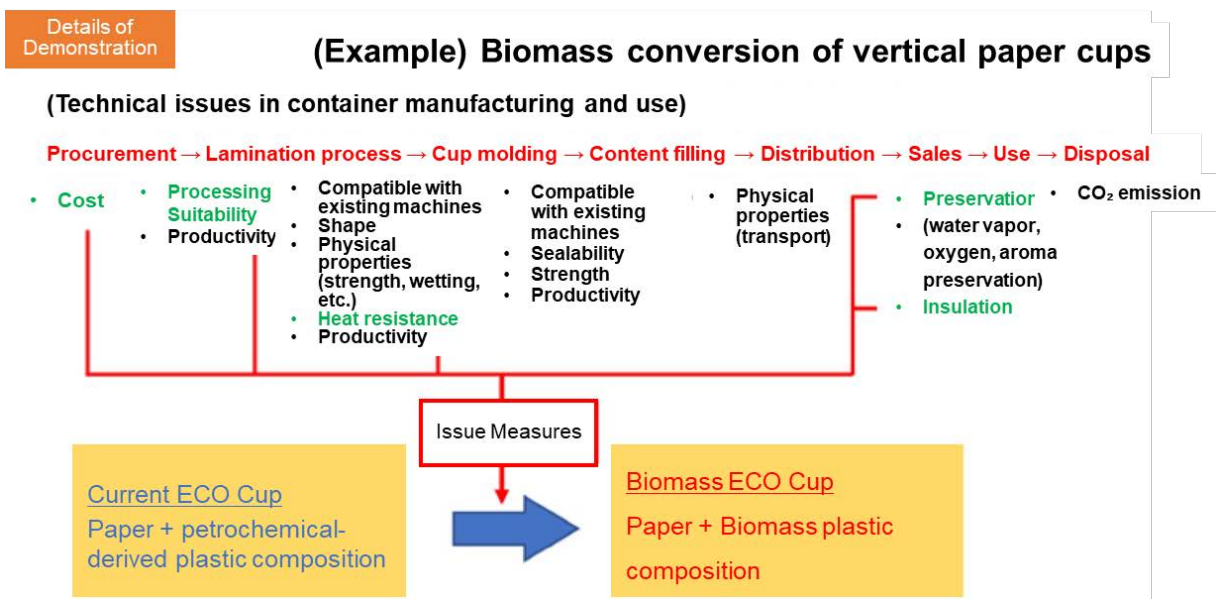 Details of
Demonstration
(Example) Biomass conversion of vertical paper cups
(Technical issues in container manufacturing and use)
Procurement → Lamination process → Cup molding → Content filling → Distribution → Sales → Use → Disposal
• Cost
• Processing
Suitability
• Productivity
• Compatible with
existing machines
• Shape
• Physical
properties
(strength, wetting,
etc.)
• Heat resistance
• Productivity
• Compatible
with existing
machines
• Sealability
• Strength
• Productivity
• Physical
properties
(transport)
• Preservation
• (water vapor,
oxygen, aroma
preservation)
• Insulation
• CO₂ emission
Issue Measures
Current ECO Cup
Paper + petrochemical-
derived plastic composition
Biomass ECO Cup
Paper + Biomass plastic
composition